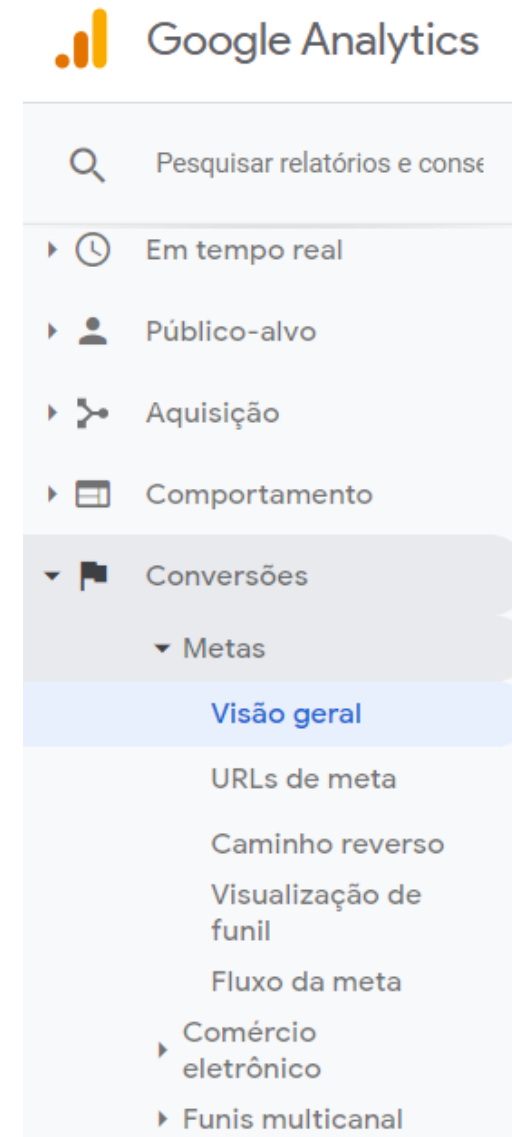 Google Analytics
Pesquisar relatórios e conse
Em tempo real
Público-alvo
Aquisição
Comportamento
Conversões
Metas
Visão geral
URLs de meta
Caminho reverso
Visualização de
funil
Fluxo da meta
Comércio
eletrônico
Funis multicanal